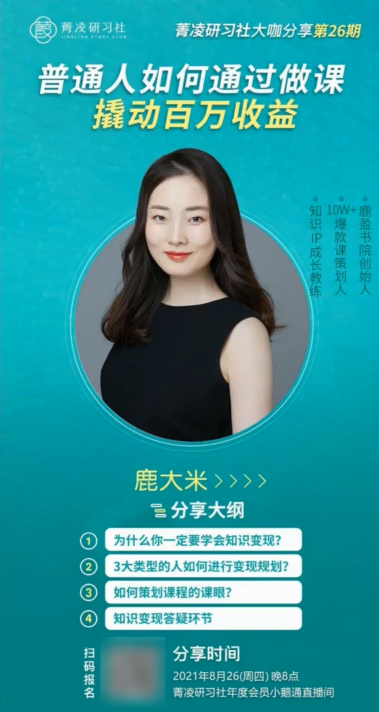 菁凌研习社
JINGLING STUDY CLUB
菁凌研习社大咖分享第26期
普通人如何通过做课
撬动百万收益
鹿盈书院创始人
10W+爆款课策划人
知识IP成长教练
鹿大米
分享大纲
1 为什么你一定要学会知识变现?
2 3大类型的人如何进行变现规划?
3 如何策划课程的课眼?
4 知识变现答疑环节
扫码报名
分享时间
2021年8月26(周四) 晚8点
菁凌研习社年度会员小鹅通直播间